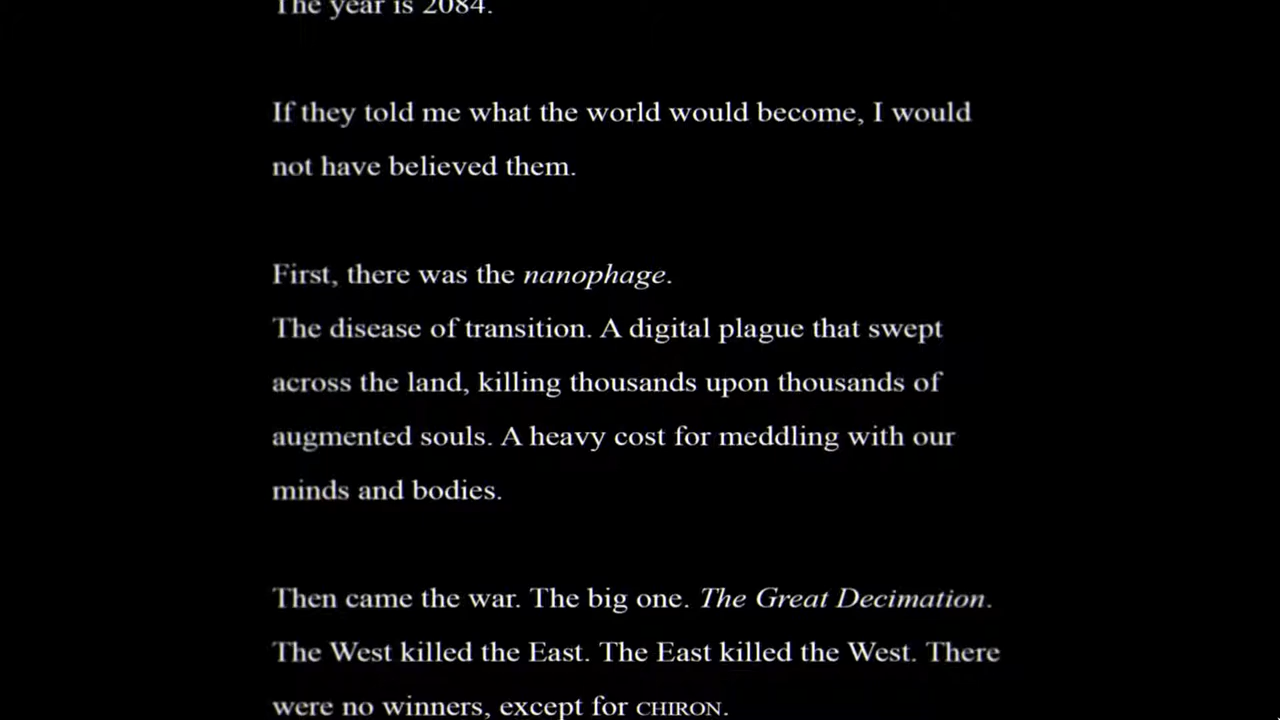 The year is 2084.
If they told me what the world would become, I would
not have believed them.
First, there was the nanophage.
The disease of transition. A digital plague that swept
across the land, killing thousands upon thousands of
augmented souls. A heavy cost for meddling with our
minds and bodies.
Then came the war. The big one. The Great Decimation.
The West killed the East. The East killed the West. There
were no winners, except for CHIRON.